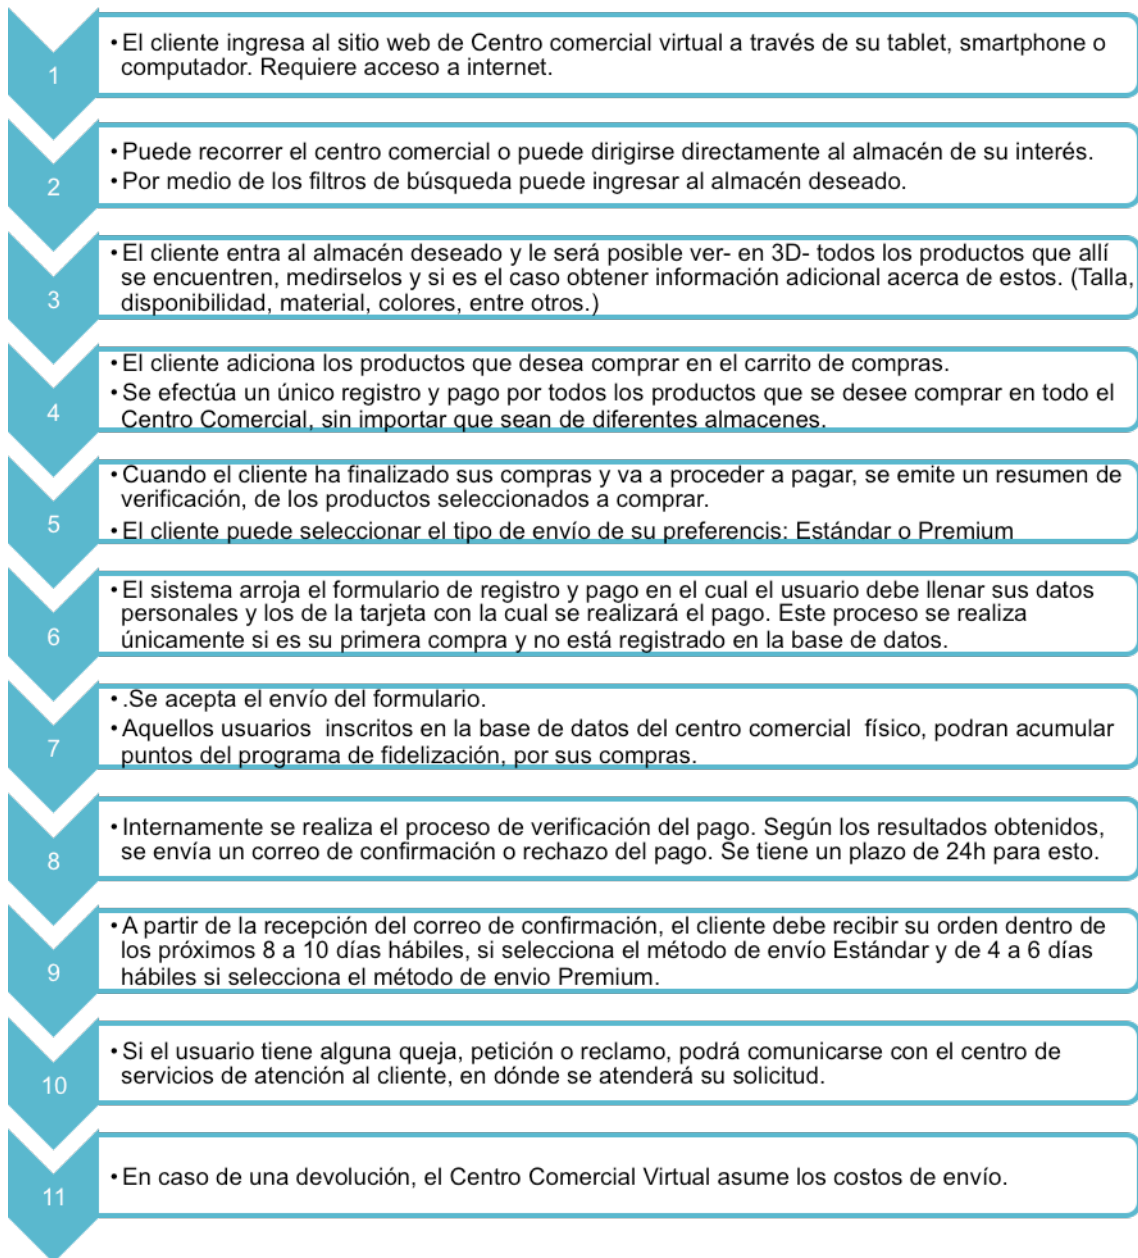 1
• El cliente ingresa al sitio web de Centro comercial virtual a través de su tablet, smartphone o
computador. Requiere acceso a internet.
2
• Puede recorrer el centro comercial o puede dirigirse directamente al almacén de su interés.
• Por medio de los filtros de búsqueda puede ingresar al almacén deseado.
3
• El cliente entra al almacén deseado y le será posible ver- en 3D- todos los productos que allí
se encuentren, medirselos y si es el caso obtener información adicional acerca de estos. (Talla,
disponibilidad, material, colores, entre otros.)
4
• El cliente adiciona los productos que desea comprar en el carrito de compras.
• Se efectúa un único registro y pago por todos los productos que se desee comprar en todo el
Centro Comercial, sin importar que sean de diferentes almacenes.
5
• Cuando el cliente ha finalizado sus compras y va a proceder a pagar, se emite un resumen de
verificación, de los productos seleccionados a comprar.
• El cliente puede seleccionar el tipo de envío de su preferencis: Estándar o Premium
6
• El sistema arroja el formulario de registro y pago en el cual el usuario debe llenar sus datos
personales y los de la tarjeta con la cual se realizará el pago. Este proceso se realiza
únicamente si es su primera compra y no está registrado en la base de datos.
7
• .Se acepta el envío del formulario.
• Aquellos usuarios inscritos en la base de datos del centro comercial físico, podran acumular
puntos del programa de fidelización, por sus compras.
8
• Internamente se realiza el proceso de verificación del pago. Según los resultados obtenidos,
se envía un correo de confirmación o rechazo del pago. Se tiene un plazo de 24h para esto.
9
• A partir de la recepción del correo de confirmación, el cliente debe recibir su orden dentro de
los próximos 8 a 10 días hábiles, si selecciona el método de envío Estándar y de 4 a 6 días
hábiles si selecciona el método de envio Premium.
10
• Si el usuario tiene alguna queja, petición o reclamo, podrá comunicarse con el centro de
servicios de atención al cliente, en dónde se atenderá su solicitud.
11
• En caso de una devolución, el Centro Comercial Virtual asume los costos de envío.